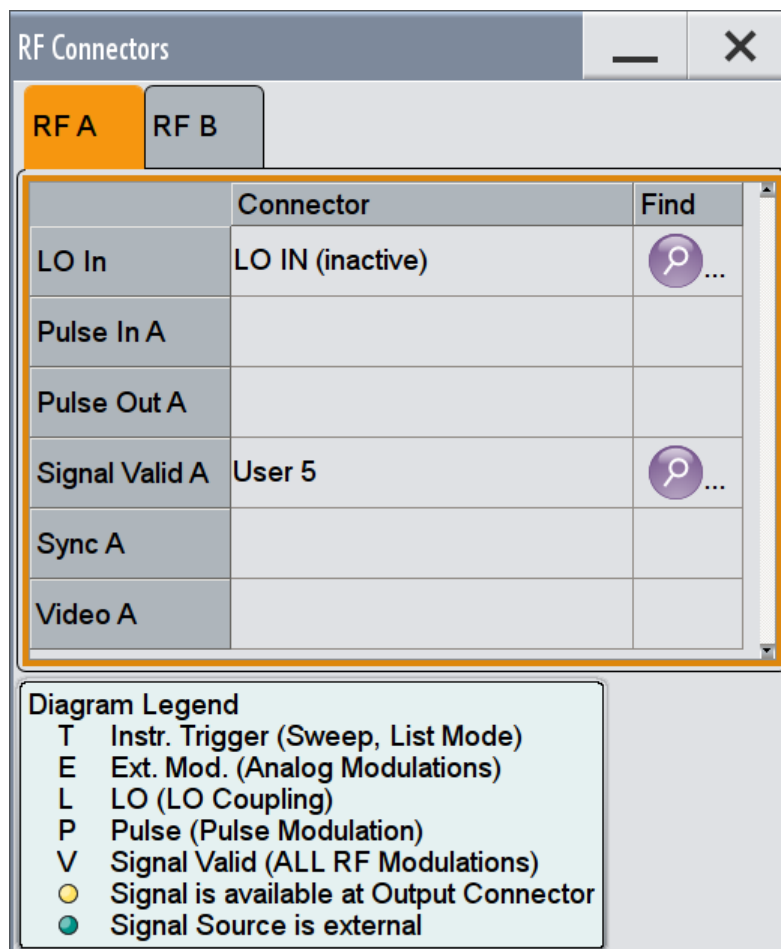 RF Connectors
RF A RF B
Connector Find
LO In LO IN (inactive) ...
Pulse In A
Pulse Out A
Signal Valid A User 5 ...
Sync A
Video A
Diagram Legend
T Instr. Trigger (Sweep, List Mode)
E Ext. Mod. (Analog Modulations)
L LO (LO Coupling)
P Pulse (Pulse Modulation)
V Signal Valid (ALL RF Modulations)
Signal is available at Output Connector
Signal Source is external